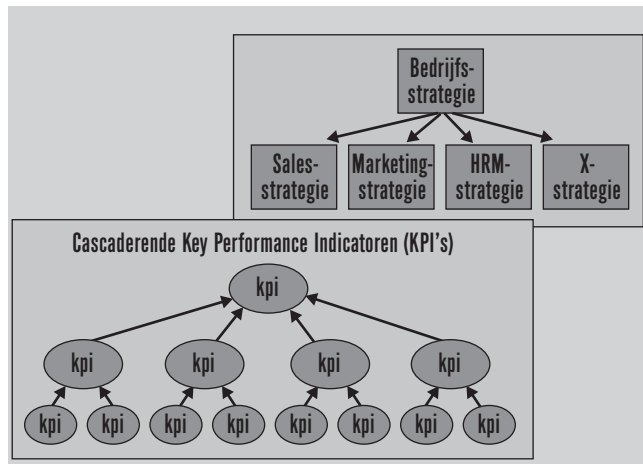 Bedrijfs-
strategie
Sales-
strategie
Marketing-
strategie
HRM-
strategie
X-
strategie
Cascaderende Key Performance Indicatoren (KPI's)
kpi
kpi
kpi
kpi
kpi
kpi
kpi
kpi
kpi
kpi
kpi
kpi
kpi